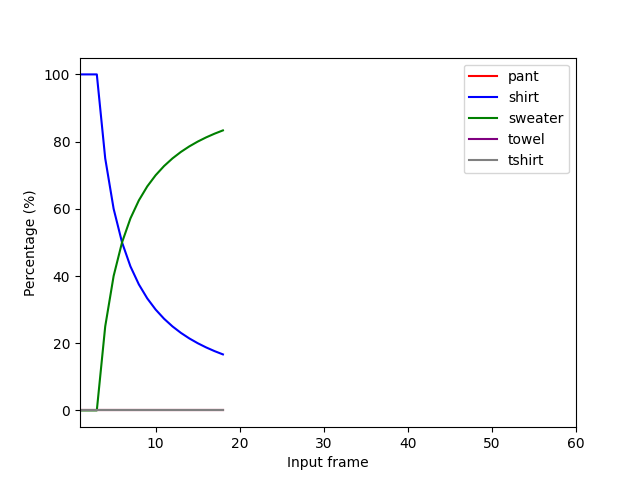 100
80
60
40
20
0
Percentage (%)
10 20 30 40 50 60
Input frame
pant
shirt
sweater
towel
tshirt